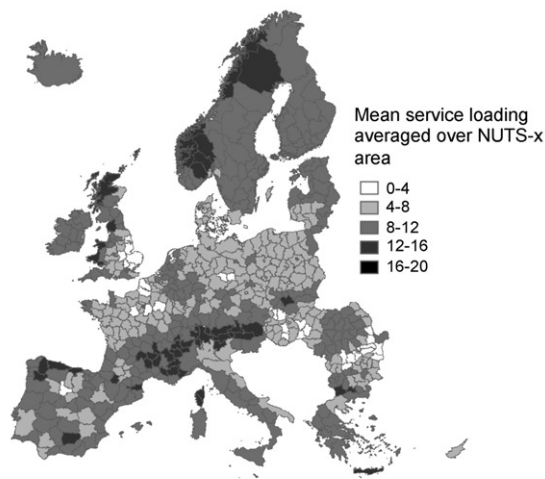 Mean service loading
averaged over NUTS-x
area
0-4
4-8
8-12
12-16
16-20